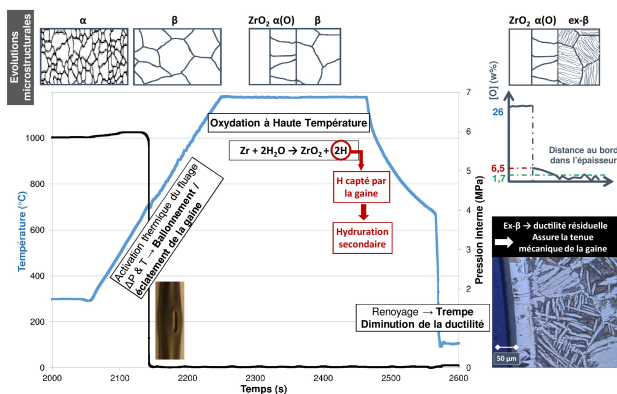 Evolutions
microstructurales
α
β
ZrO2 α(O)
β
ZrO2 α(O)
ex-β
[O] (w%)
26
6,5
1,7
Distance au bord
dans l'épaisseur
Température (°C)
1000
800
600
400
200
0
Oxydation à Haute Température
Zr + 2H2O → ZrO2 + 2H
H capté par
la gaine
Hydruration
secondaire
Activation thermique du fluage
ΔP & T → Ballonnement /
éclatement de la gaine
Renoyage → Trempe
Diminution de la ductilité
7
6
5
4
3
2
1
0
Pression interne (MPa)
2000
2100
2200
2300
2400
2500
2600
Temps (s)
Ex-β → ductilité résiduelle
Assure la tenue
mécanique de la gaine
50 µm